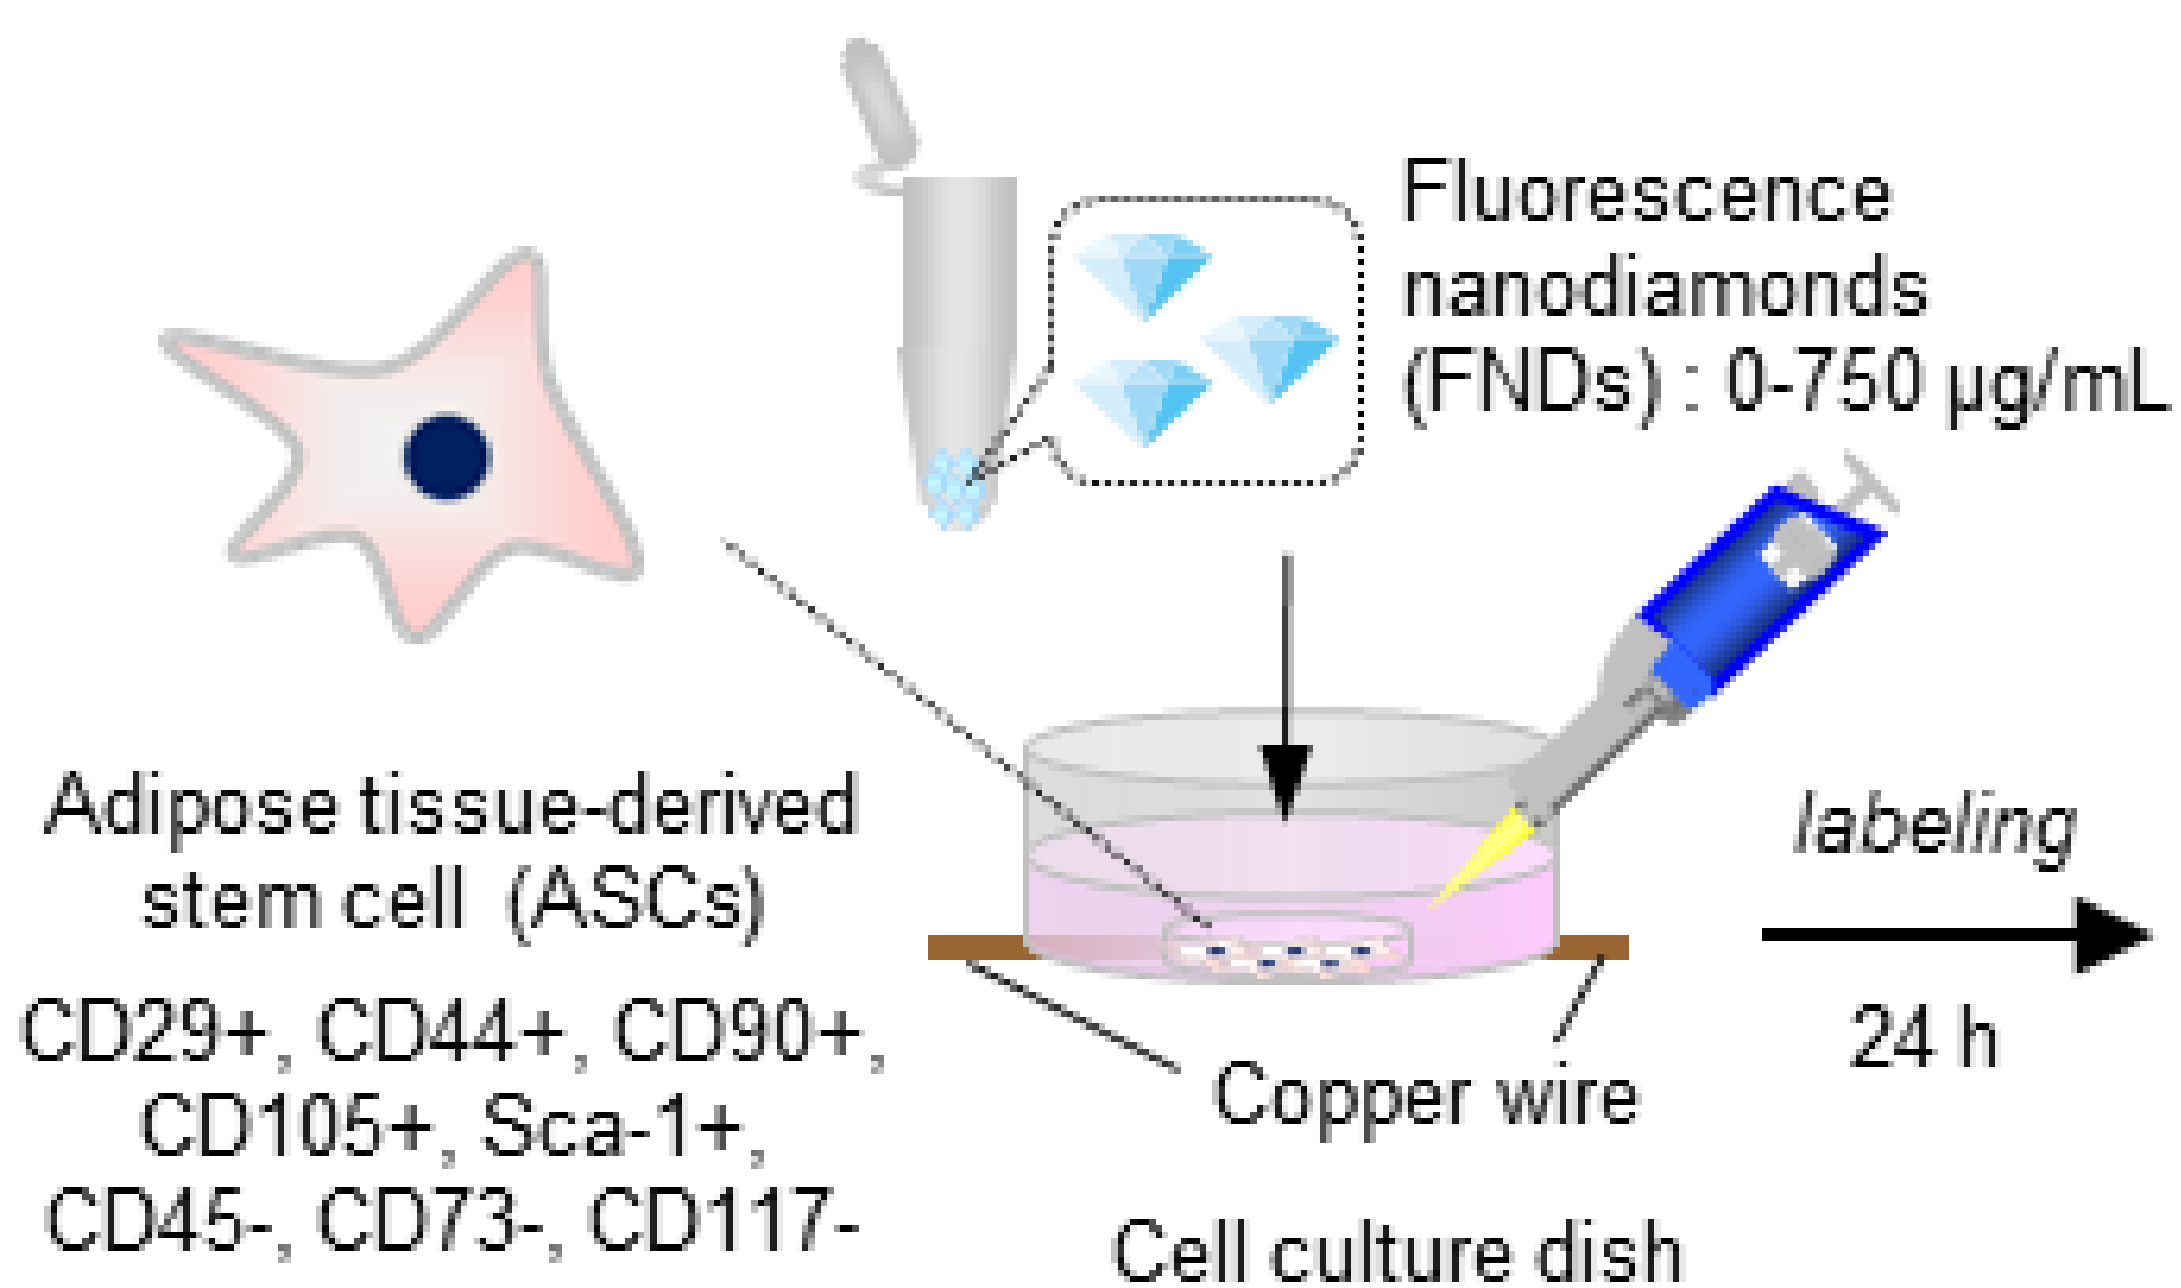 Fluorescence
nanodiamonds
(FNDs) : 0-750 µg/mL
Adipose tissue-derived
stem cell (ASCs)
CD29+, CD44+, CD90+,
CD105+, Sca-1+,
CD45-, CD73-, CD117-
labeling
24 h
Copper wire
Cell culture dish